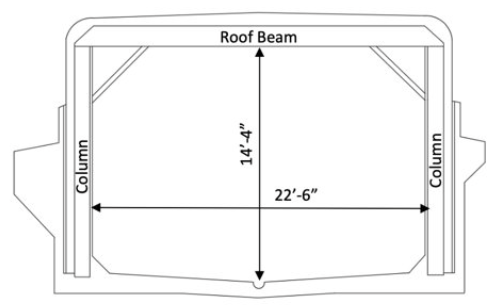 Roof Beam
14’-4”
Column
Column
22’-6”